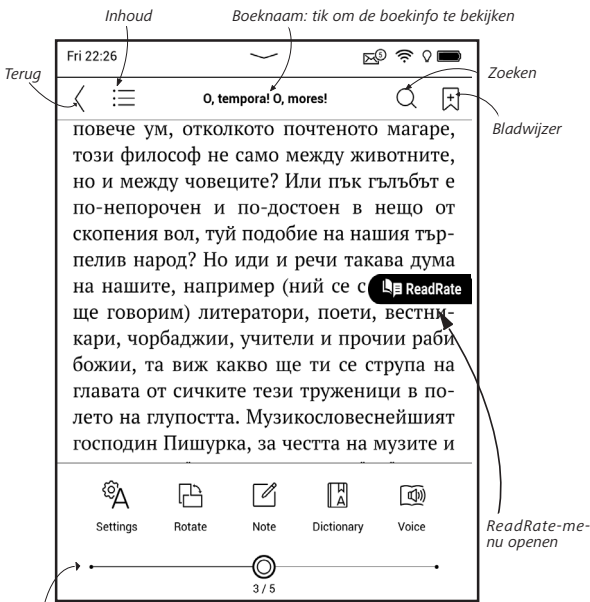 Inhoud
Boeknaam: tik om de boekinfo te bekijken
Fri 22:26
5
Terug
Zoeken
O, tempora! O, mores!
Bladwijzer
повече ум, отколкото почтеното магаре,
този философ не само между животните,
но и между човеците? Или пък гълъбът е
по-непорочен и по-достоен в нещо от
скопения вол, туй подобие на нашия тър-
пелив народ? Но иди и речи такава дума
на нашите, например (ний се с
ReadRate
ще говорим) литератори, поети, вестни-
кари, чорбаджии, учители и прочии раби
божии, та виж какво ще ти се струпа на
главата от сичките тези труженици в по-
лето на глупостта. Музикословеснейшият
господин Пишурка, за честта на музите и
A
W
A
Settings
Rotate
Note
Dictionary
Voice
ReadRate-me-
nu openen
3 / 5